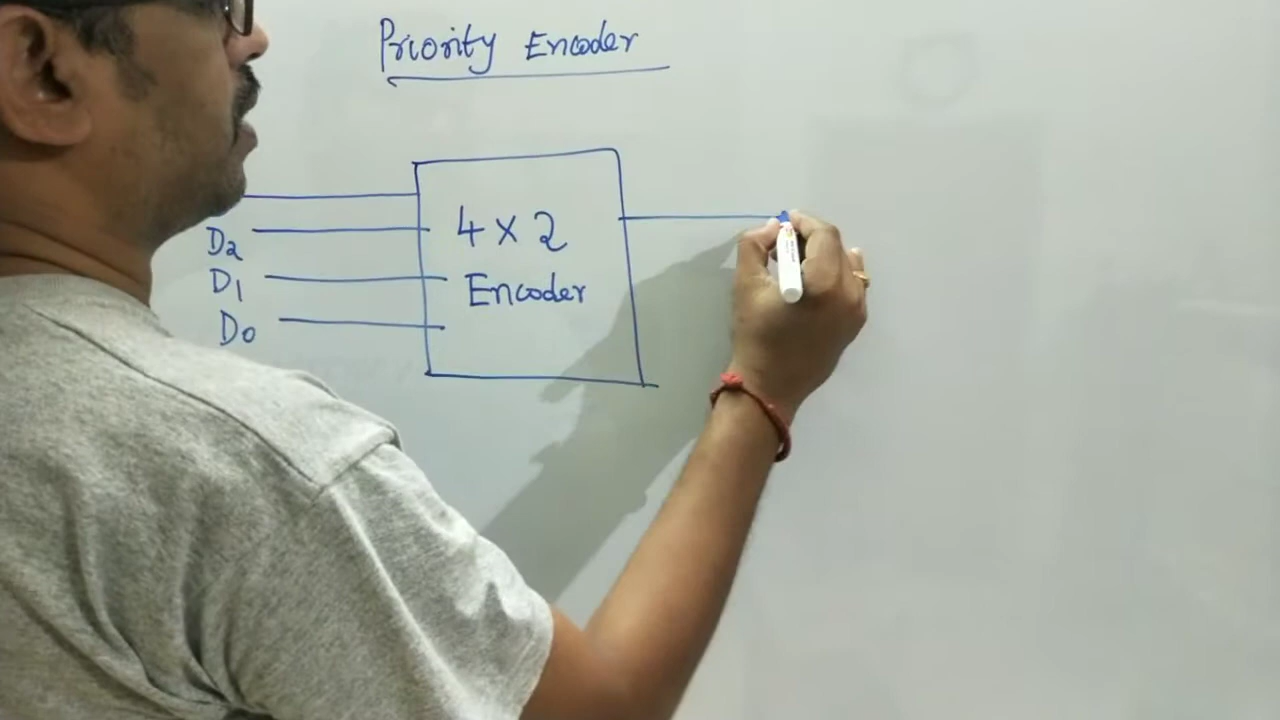 Priority Encoder
4 x 2
D2
Encoder
D1
D0